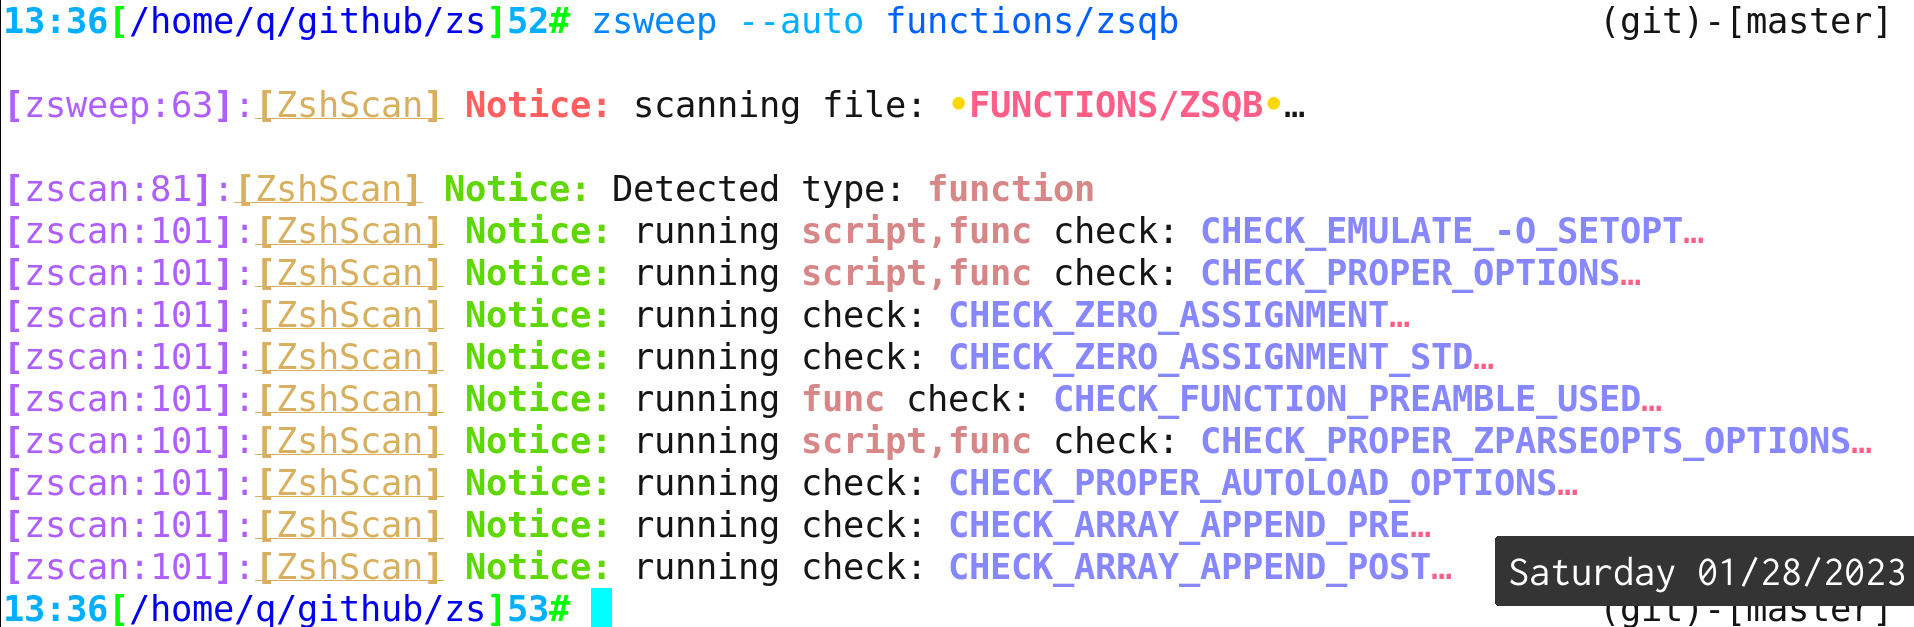 13:36[/home/q/github/zs]52# zsweep --auto functions/zsqb (git)-[master]
[zsweep:63]:[ZshScan] Notice: scanning file: •FUNCTIONS/ZSQB•…
[zscan:81]:[ZshScan] Notice: Detected type: function
[zscan:101]:[ZshScan] Notice: running script,func check: CHECK_EMULATE_-O_SETOPT…
[zscan:101]:[ZshScan] Notice: running script,func check: CHECK_PROPER_OPTIONS…
[zscan:101]:[ZshScan] Notice: running check: CHECK_ZERO_ASSIGNMENT…
[zscan:101]:[ZshScan] Notice: running check: CHECK_ZERO_ASSIGNMENT_STD…
[zscan:101]:[ZshScan] Notice: running func check: CHECK_FUNCTION_PREAMBLE_USED…
[zscan:101]:[ZshScan] Notice: running script,func check: CHECK_PROPER_ZPARSEOPTS_OPTIONS…
[zscan:101]:[ZshScan] Notice: running check: CHECK_PROPER_AUTOLOAD_OPTIONS…
[zscan:101]:[ZshScan] Notice: running check: CHECK_ARRAY_APPEND_PRE…
[zscan:101]:[ZshScan] Notice: running check: CHECK_ARRAY_APPEND_POST…
Saturday 01/28/2023
13:36[/home/q/github/zs]53# (git)-[master]